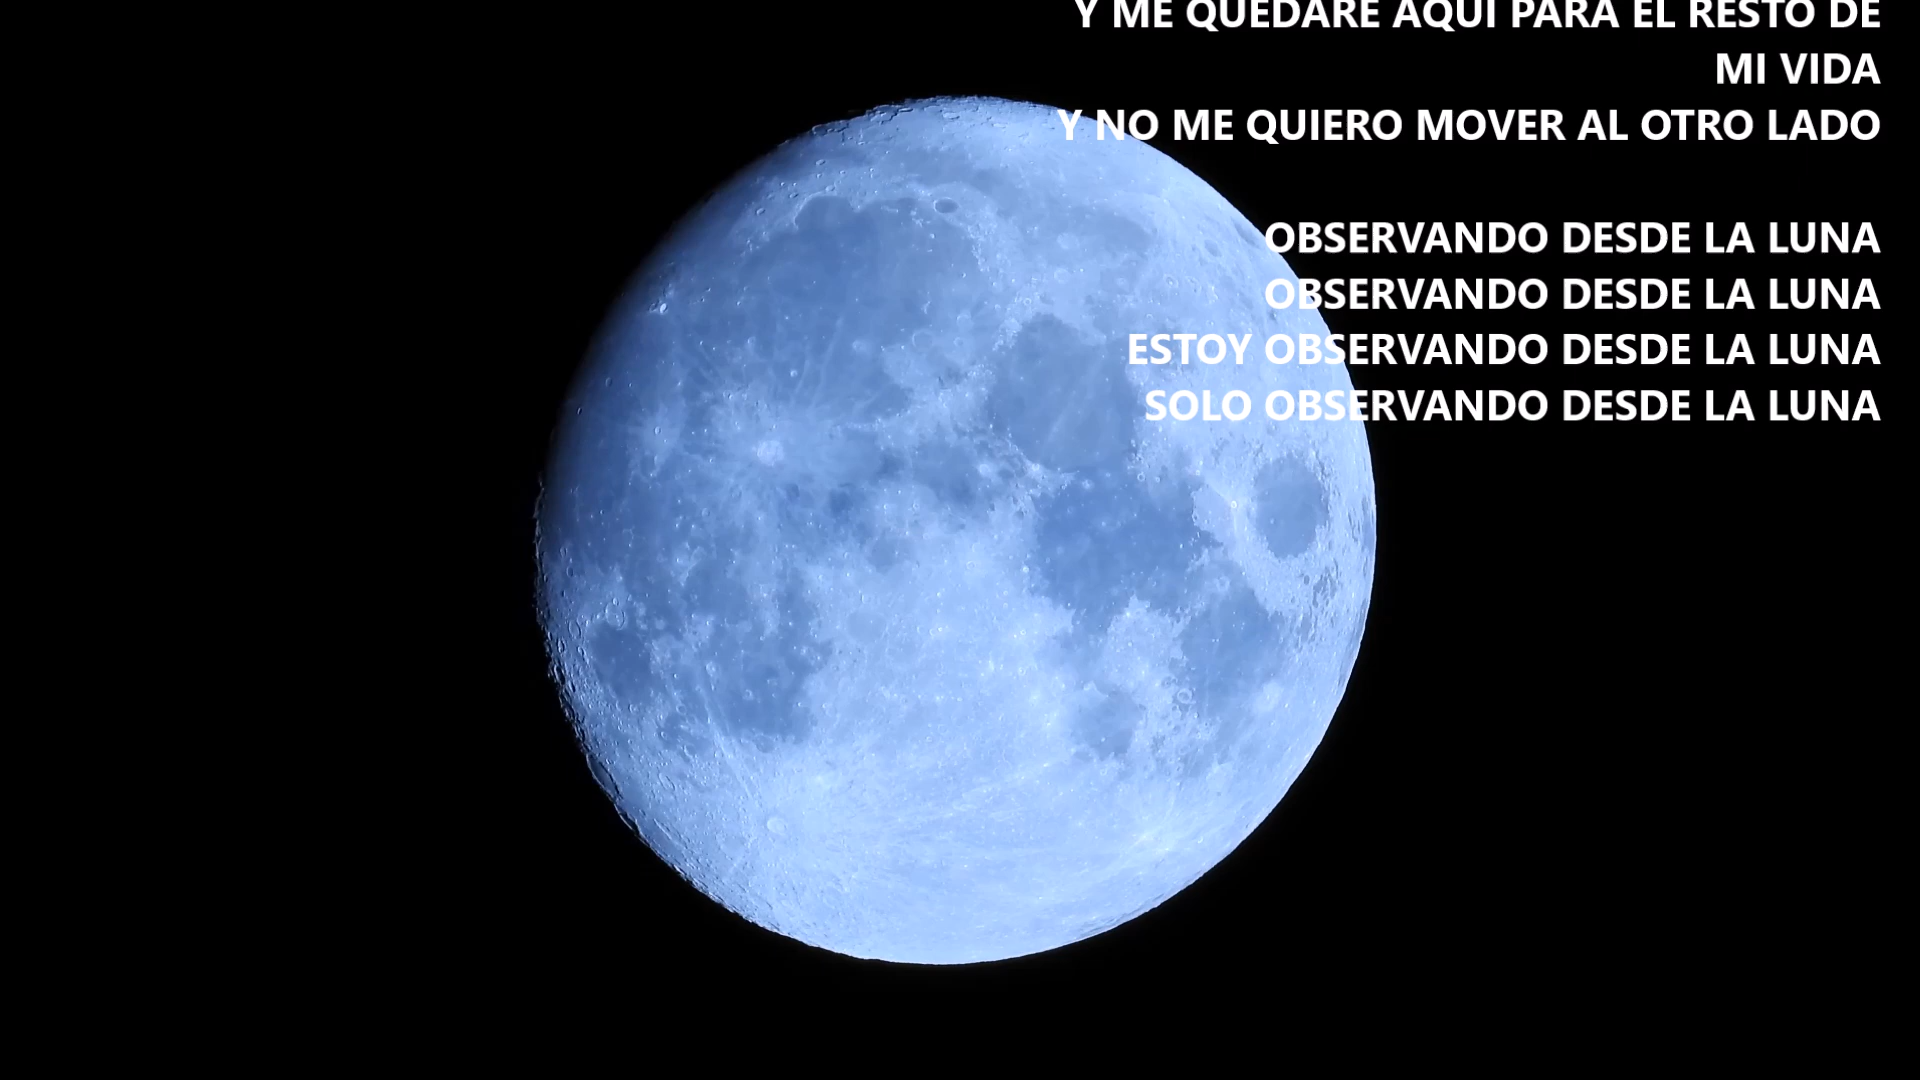 Y ME QUEDARE AQUI PARA EL RESTO DE
MI VIDA
Y NO ME QUIERO MOVER AL OTRO LADO
OBSERVANDO DESDE LA LUNA
OBSERVANDO DESDE LA LUNA
ESTOY OBSERVANDO DESDE LA LUNA
SOLO OBSERVANDO DESDE LA LUNA